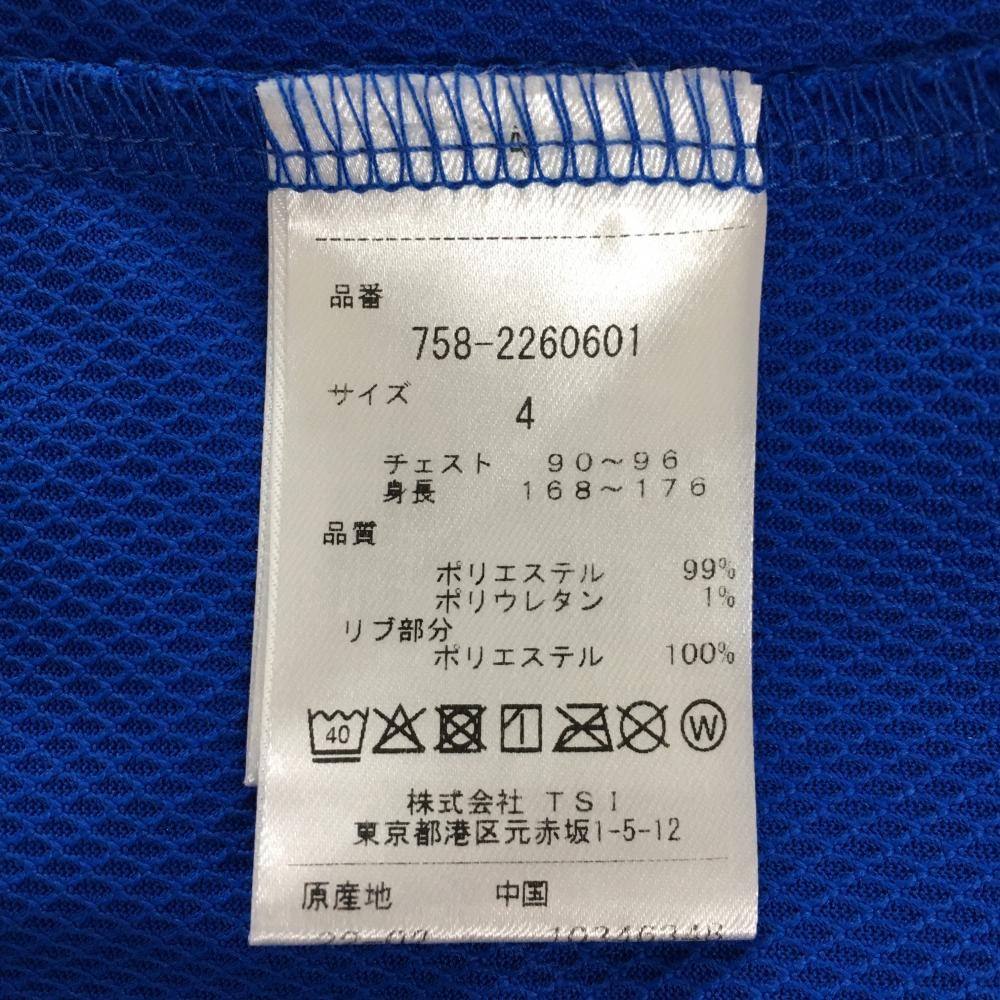 品番
758-2260601
サイズ
4
チェスト 90～96
身長 168～176
品質
ポリエステル 99%
ポリウレタン 1%
リブ部分
ポリエステル 100%
40 W
株式会社 TSI
東京都港区元赤坂1-5-12
原産地 中国